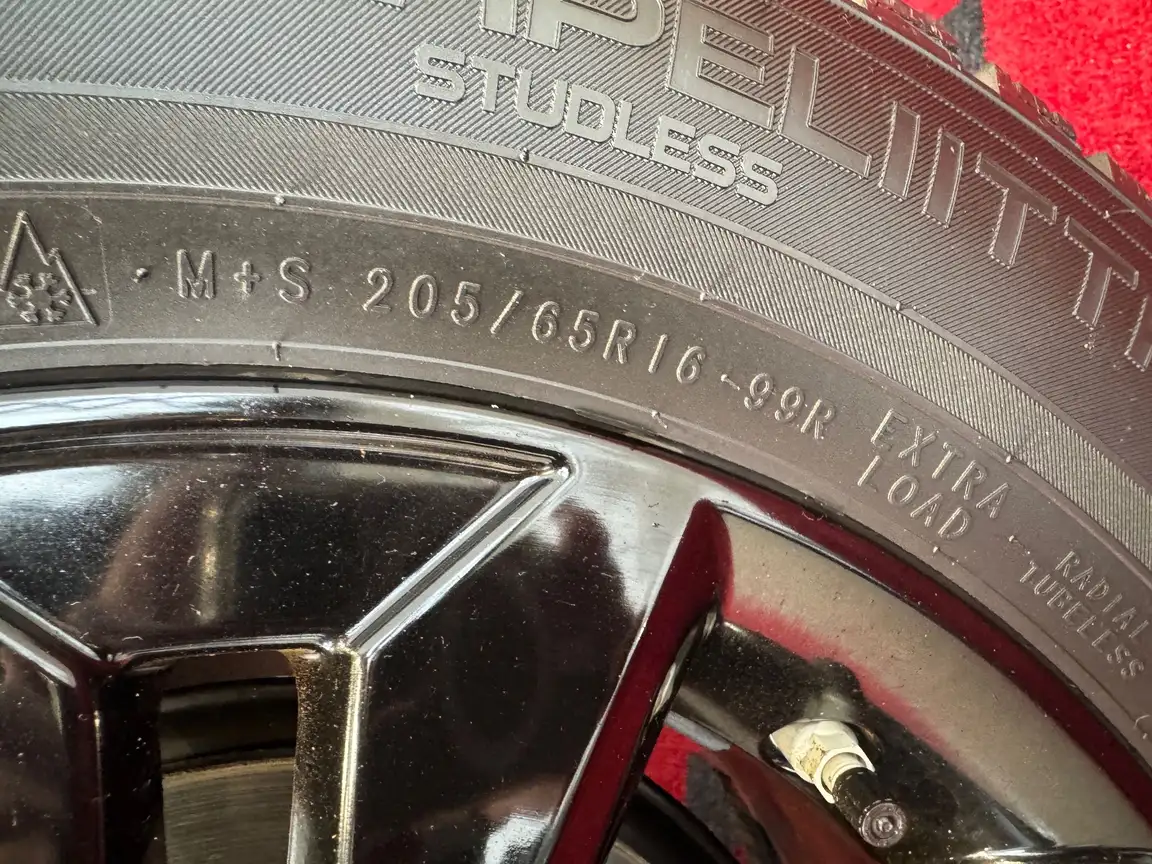 STUDLESS
M+S 205/65R16 -99R
EXTRA
LOAD
RADIAL
TUBELESS